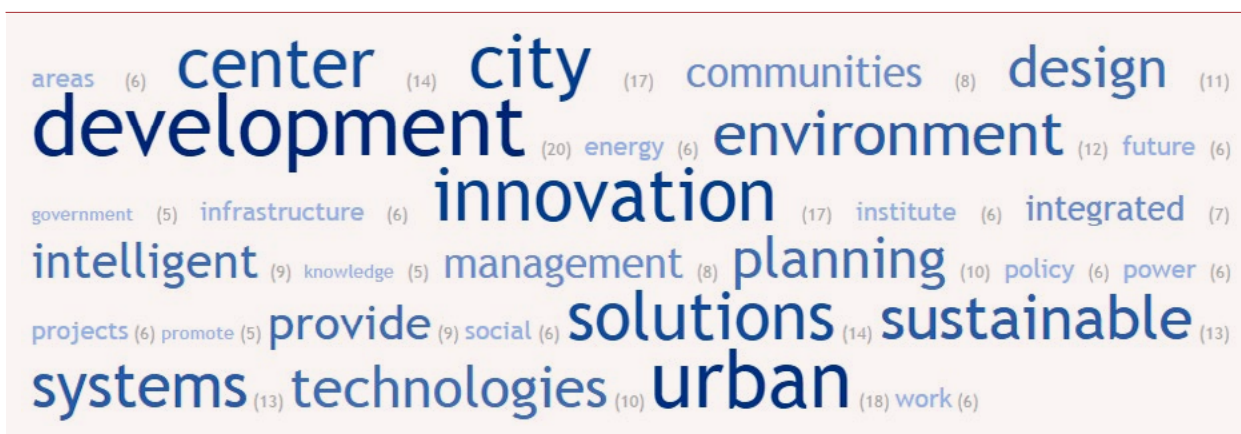 areas (6) center (14) city (17) communities (8) design (11)
development (20) energy (6) environment (12) future (6)
government (5) infrastructure (6) innovation (17) institute (6) integrated (7)
intelligent (9) knowledge (5) management (8) planning (10) policy (6) power (6)
projects (6) promote (5) provide (9) social (6) solutions (14) sustainable (13)
systems (13) technologies (10) urban (18) work (6)